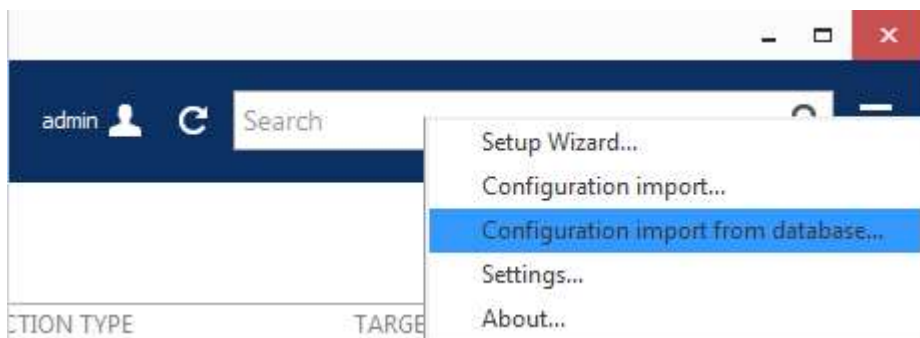 admin
Search
Setup Wizard...
Configuration import...
Configuration import from database...
Settings...
About...
CTION TYPE TARGE